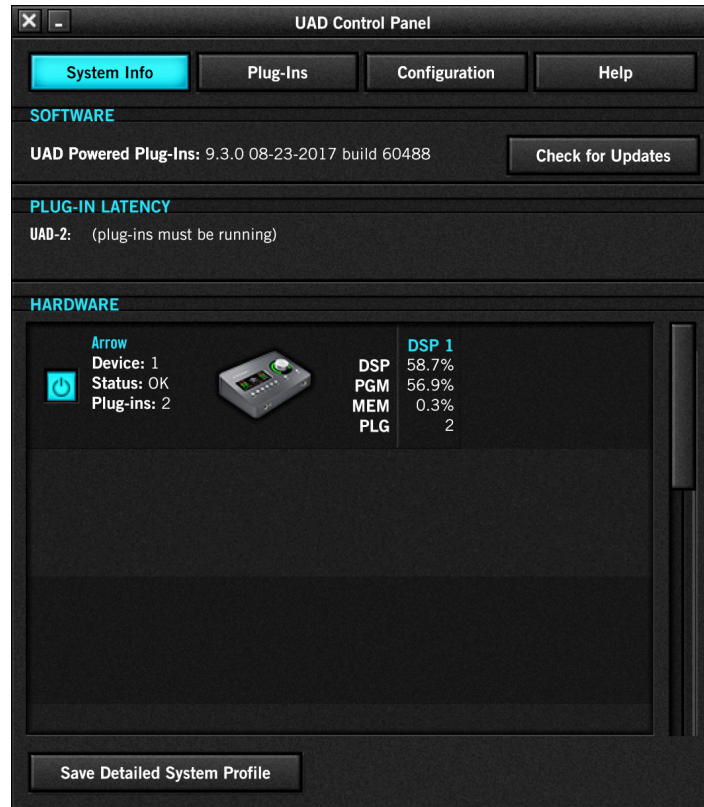 UAD Control Panel
System Info
Plug-Ins
Configuration
Help
SOFTWARE
UAD Powered Plug-Ins: 9.3.0 08-23-2017 build 60488
Check for Updates
PLUG-IN LATENCY
UAD-2: (plug-ins must be running)
HARDWARE
Arrow
Device: 1
Status: OK
Plug-ins: 2
DSP 1
DSP 58.7%
PGM 56.9%
MEM 0.3%
PLG 2
Save Detailed System Profile